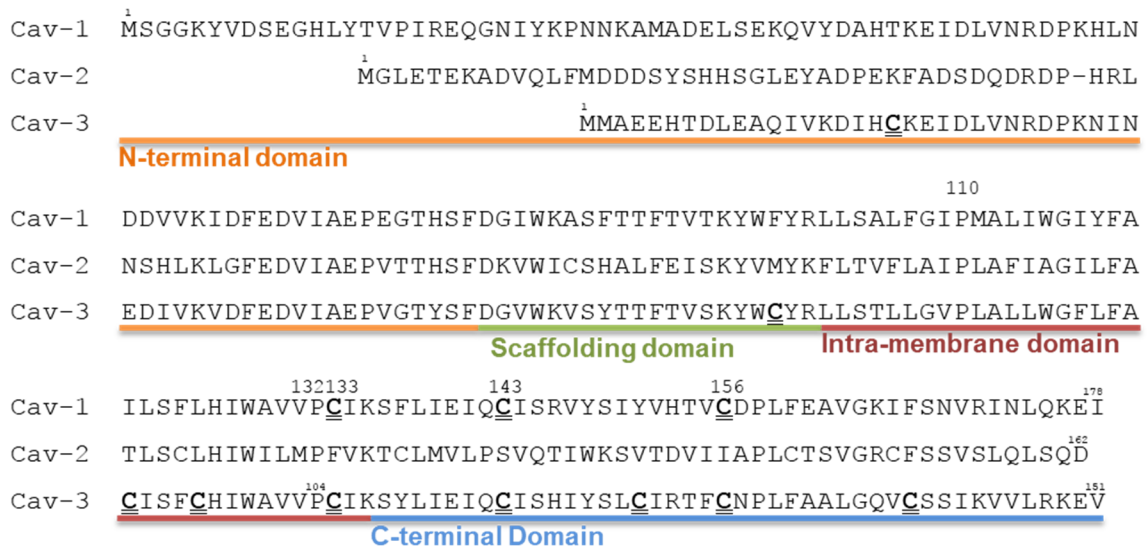 1
Cav-1 MSGGKYVDSEGHLYTVPIREQGNIYKPNNKAMADELSEKQVYDAHTKEIDLVNRDPKHLN
1
Cav-2 MGLETEKADVQLFMDDDSYSHHSGLEYADPEKFADSDQDRDP-HRL
1
Cav-3 MMAEEHTDLEAQIVKDIHCKEIDLVNRDPKNIN
N-terminal domain
110
Cav-1 DDVVKIDFEDVIAEPEGTHSFDGIWKASFTTFTVTKYWFYRLLSALFGIPMALIWGIYFA
Cav-2 NSHLKLGFEDVIAEPVTTHSFDKVWICSHALFEISKYVMYKFLTVFLAIPLAFIAGILFA
Cav-3 EDIVKVDFEDVIAEPVGTYSFDGVWKVSYTTFTVSKYWCYRLLSTLLGVPLALLWGFLFA
Scaffolding domain Intra-membrane domain
132133 143 156
Cav-1 ILSFLHIWAVVPCIKSFLIEIQCISRVYSIYVHTVCDPLFEAVGKIFSNVRINLQKEI 178
Cav-2 TLSCLHIWILMPFVKTCLMVLPSVQTIWKSVTDVIIAPLCTSVGRCFSSVSLQLSQD 162
Cav-3 CISFCHIWAVVPCIKSYLIEIQCISHIYSLCIRTFCNPLFAALGQVCSSIKVVLRKEV 104 151
C-terminal Domain